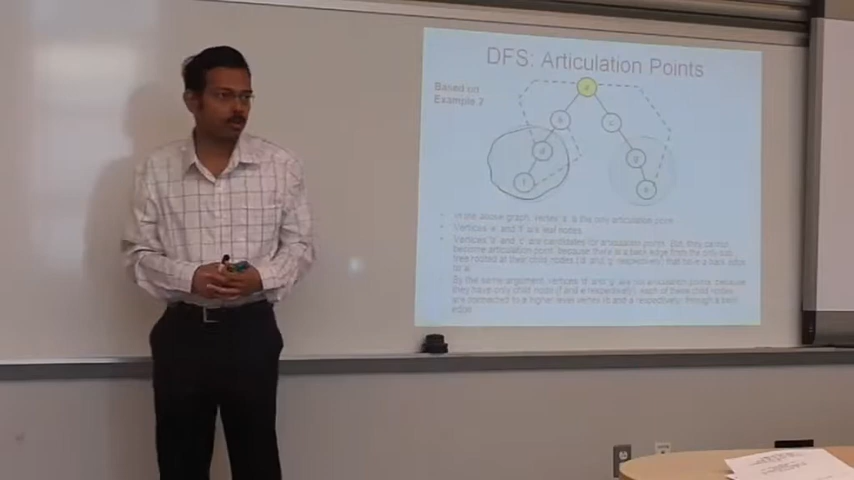 DFS: Articulation Points
Based on
Example 2
a
b
c
d
g
f
e
• In the above graph, vertex 'a' is the only articulation point.
• Vertices 'e' and 'f' are leaf nodes.
• Vertices 'b' and 'c' are candidates for articulation point. But, they cannot
become articulation point, because there is a back edge from the only sub
tree rooted at their child nodes ('d' and 'g' respectively) that have a back edge
to 'a'.
By the same argument, vertices 'd' and 'g' are not articulation points, because
they have only child node (f and e respectively); each of these child nodes
are connected to a higher level vertex (b and a respectively) through a back
edge.